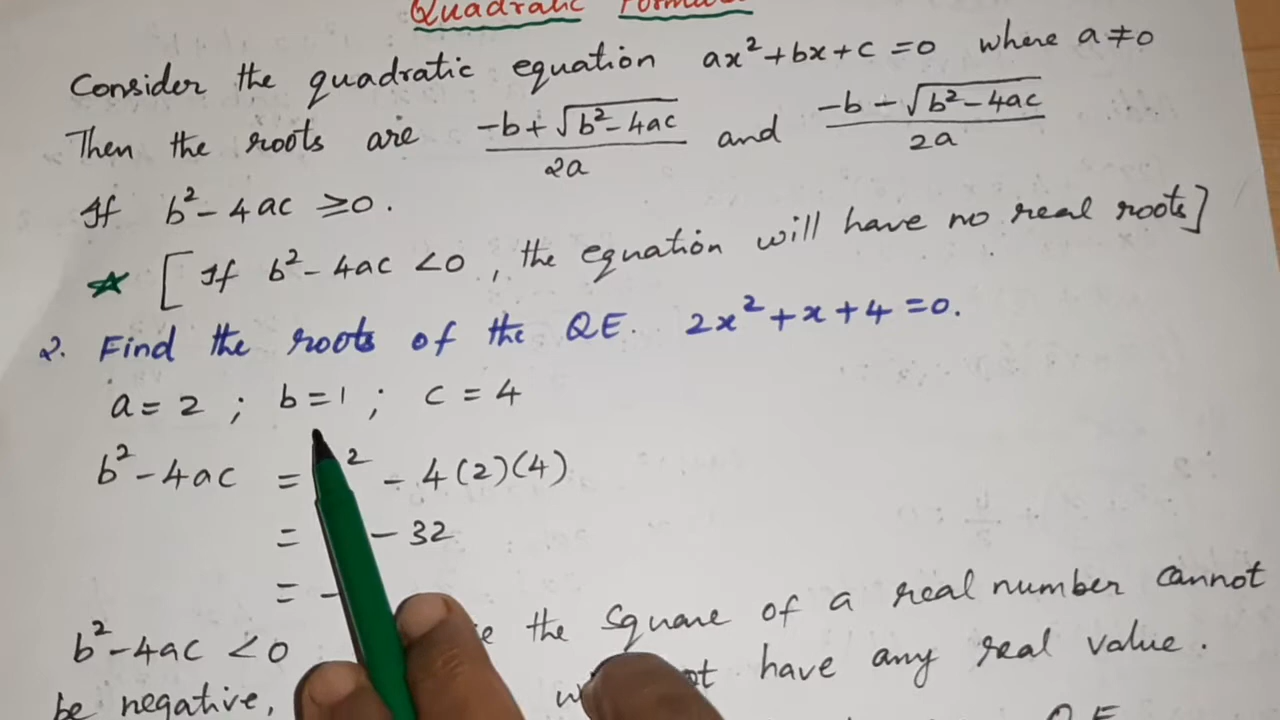 Quadratic Formula
Consider the quadratic equation ax²+bx+c =0 where a≠0
Then the roots are (-b+√(b²-4ac))/2a and (-b-√(b²-4ac))/2a
If b²-4ac ≥0.
☆ [If b²-4ac <0, the equation will have no real roots]
2. Find the roots of the QE. 2x²+x+4=0.
a=2 ; b=1 ; c=4
b²-4ac = ² - 4(2)(4)
= -32
= -
b²-4ac <0 the square of a real number cannot
be negative, have any real value.
QE